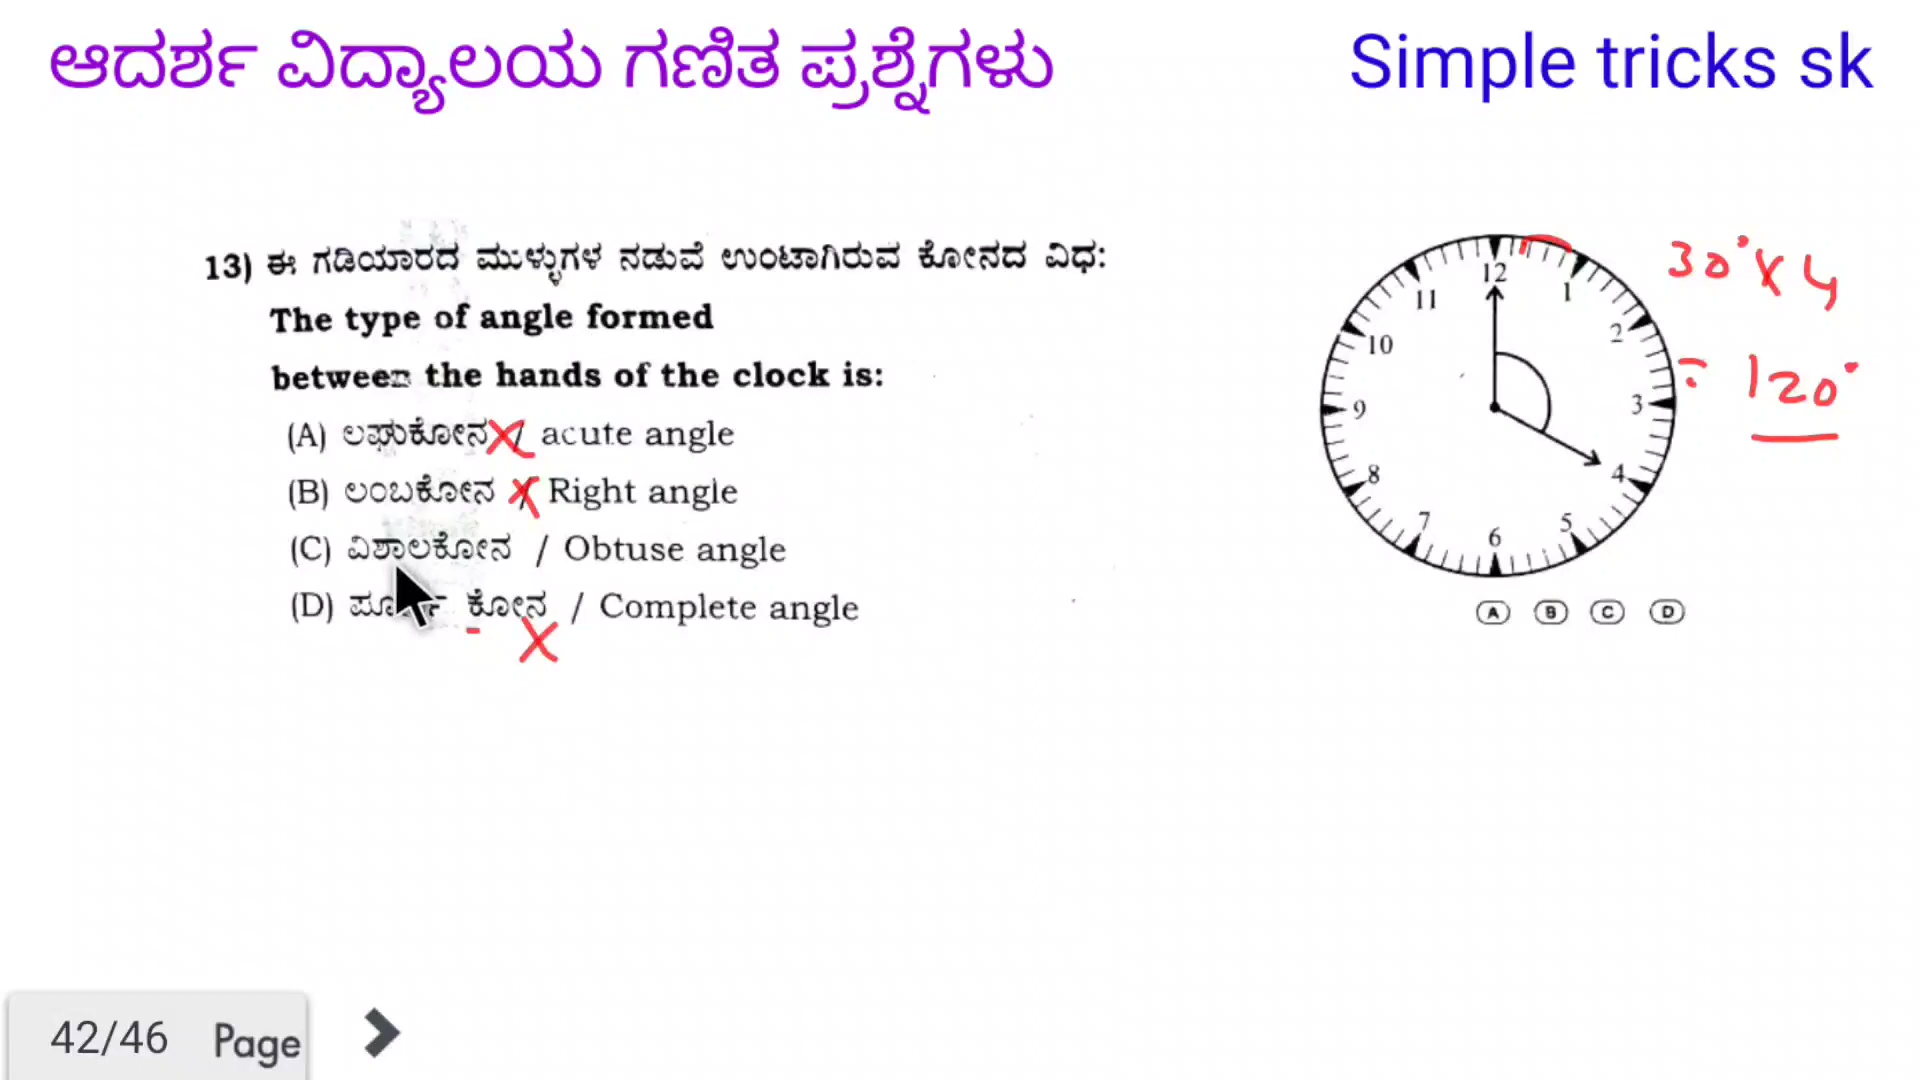 ಆದರ್ಶ ವಿದ್ಯಾಲಯ ಗಣಿತ ಪ್ರಶ್ನೆಗಳು
Simple tricks sk
13) ಈ ಗಡಿಯಾರದ ಮುಳ್ಳುಗಳ ನಡುವೆ ಉಂಟಾಗಿರುವ ಕೋನದ ವಿಧ:
The type of angle formed
between the hands of the clock is:
(A) ಲಘುಕೋನ / acute angle
(B) ಲಂಬಕೋನ / Right angle
(C) ವಿಶಾಲಕೋನ / Obtuse angle
(D) ಕೋನ / Complete angle
12
1
2
3
4
5
6
7
8
9
10
11
30° x 4
= 120°
A B C D
42/46 Page